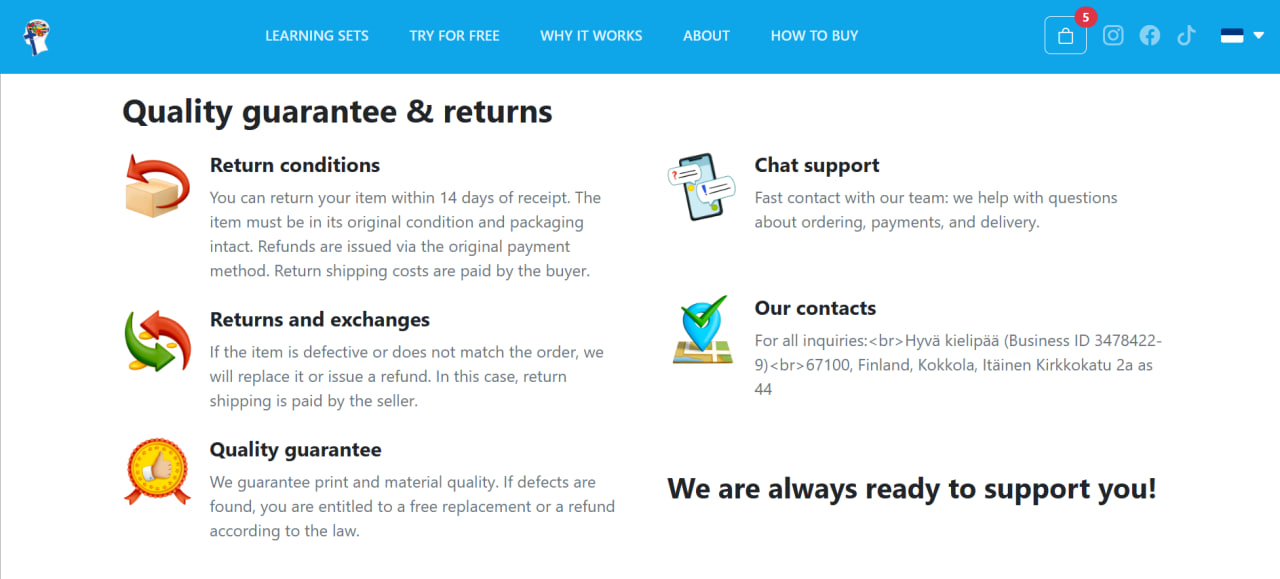 LEARNING SETS TRY FOR FREE WHY IT WORKS ABOUT HOW TO BUY 5
Quality guarantee & returns
Return conditions
You can return your item within 14 days of receipt. The
item must be in its original condition and packaging
intact. Refunds are issued via the original payment
method. Return shipping costs are paid by the buyer.
Returns and exchanges
If the item is defective or does not match the order, we
will replace it or issue a refund. In this case, return
shipping is paid by the seller.
Quality guarantee
We guarantee print and material quality. If defects are
found, you are entitled to a free replacement or a refund
according to the law.
Chat support
Fast contact with our team: we help with questions
about ordering, payments, and delivery.
Our contacts
For all inquiries:<br>Hyvä kielipää (Business ID 3478422-
9)<br>67100, Finland, Kokkola, Itäinen Kirkkokatu 2a as
44
We are always ready to support you!